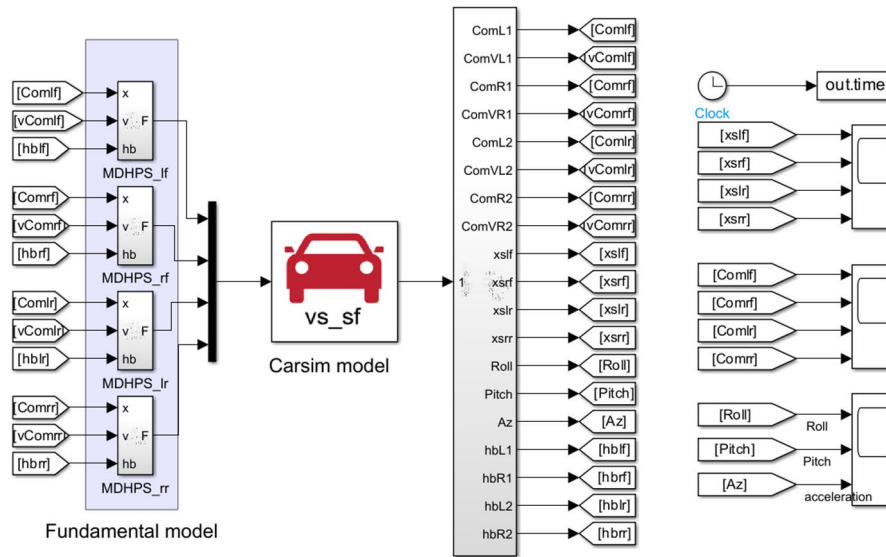 [Comlf]
x
[vComlf]
v F
[hblf]
hb
MDHPS_lf
[Comrf]
x
[vComrf]
v F
[hbrf]
hb
MDHPS_rf
[Comlr]
x
[vComlr]
v F
[hblr]
hb
MDHPS_lr
[Comrr]
x
[vComrr]
v F
[hbrr]
hb
MDHPS_rr
Fundamental model
vs_sf
Carsim model
1
ComL1
[Comlf]
ComVL1
[vComlf]
ComR1
[Comrf]
ComVR1
[vComrf]
ComL2
[Comlr]
ComVL2
[vComlr]
ComR2
[Comrr]
ComVR2
[vComrr]
xslf
[xslf]
xsrf
[xsrf]
xslr
[xslr]
xsrr
[xsrr]
Roll
[Roll]
Pitch
[Pitch]
Az
[Az]
hbL1
[hblf]
hbR1
[hbrf]
hbL2
[hblr]
hbR2
[hbrr]
out.time
Clock
[xslf]
[xsrf]
[xslr]
[xsrr]
[Comlf]
[Comrf]
[Comlr]
[Comrr]
[Roll]
Roll
[Pitch]
Pitch
[Az]
acceleration